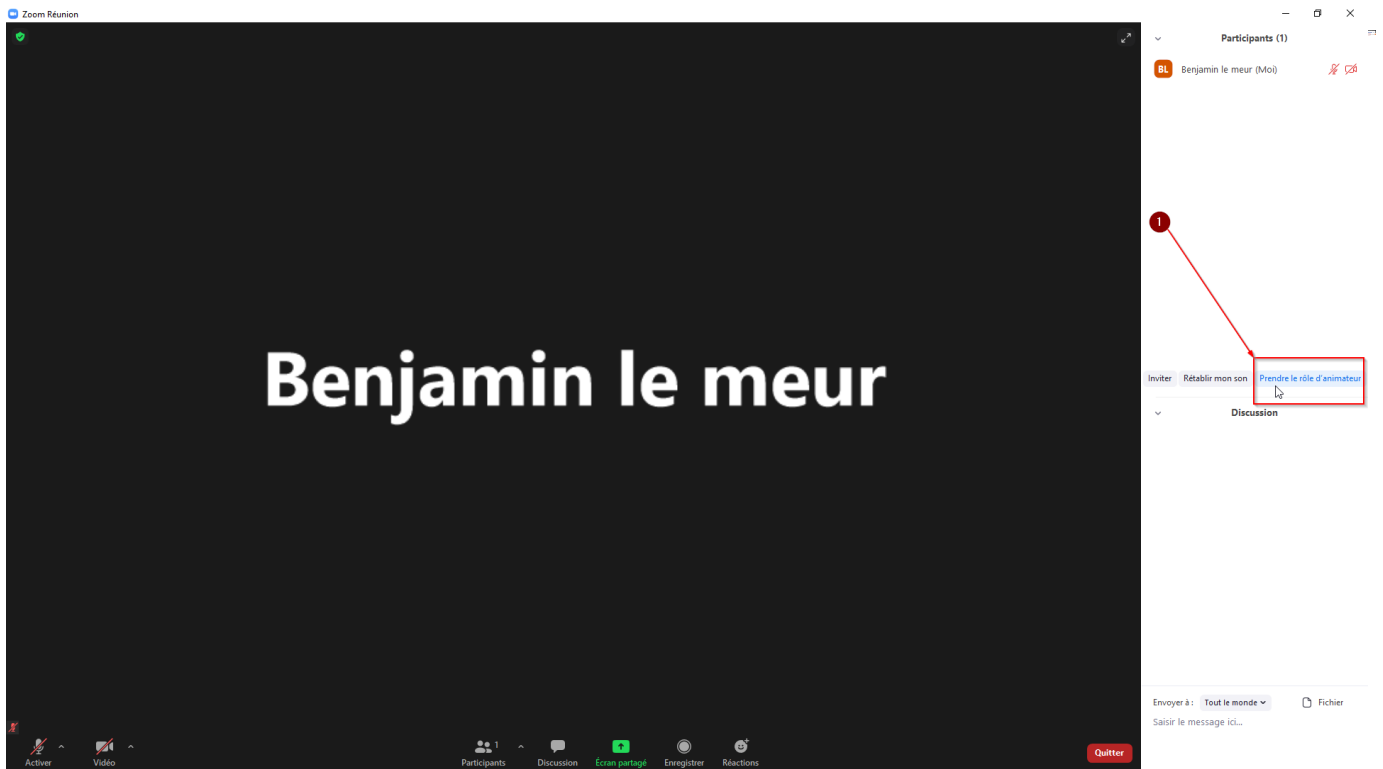 Zoom Réunion
Participants (1)
BL Benjamin le meur (Moi)
1
Benjamin le meur
Inviter Rétablir mon son Prendre le rôle d'animateur
Discussion
Envoyer à : Tout le monde Fichier
Saisir le message ici...
Activer Vidéo Participants 1 Discussion Écran partagé Enregistrer Réactions Quitter